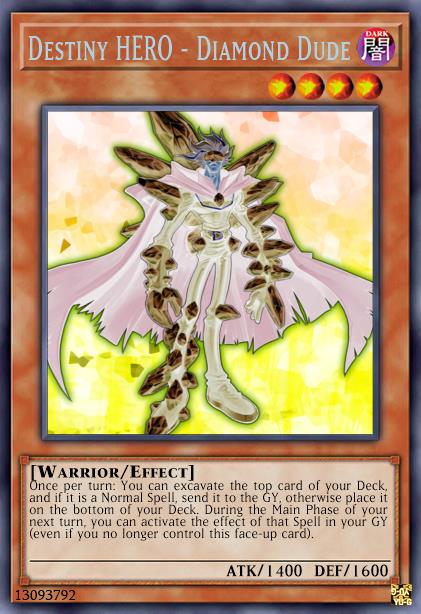 DESTINY HERO - DIAMOND DUDE
DARK
闇
[WARRIOR/EFFECT]
Once per turn: You can excavate the top card of your Deck,
and if it is a Normal Spell, send it to the GY, otherwise place it
on the bottom of your Deck. During the Main Phase of your
next turn, you can activate the effect of that Spell in your GY
(even if you no longer control this face-up card).
ATK/1400 DEF/1600
13093792